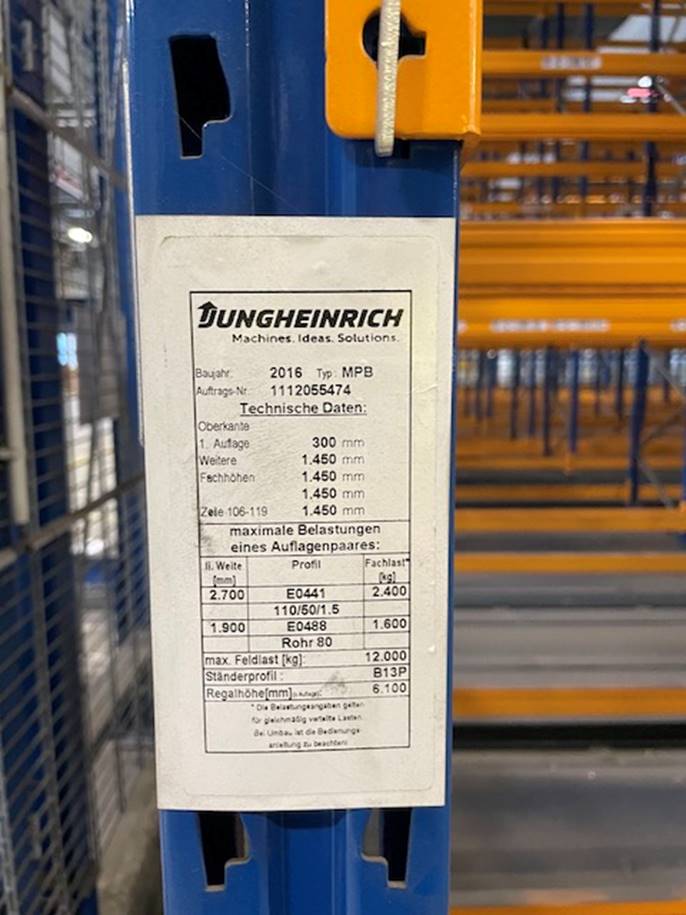 JUNGHEINRICH
Machines. Ideas. Solutions.
Baujahr: 2016 Typ: MPB
Auftrags-Nr. 1112055474
Technische Daten:
Oberkante
1. Auflage 300 mm
Weitere 1.450 mm
Fachhöhen 1.450 mm
1.450 mm
Zeile 106-119 1.450 mm
maximale Belastungen
eines Auflagenpaares:
li. Weite [mm] Profil Fachlast* [kg]
2.700 E0441 2.400
110/50/1.5
1.900 E0488 1.600
Rohr 80
max. Feldlast [kg]: 12.000
Ständerprofil : B13P
Regalhöhe[mm] 6.100
* Die Belastungsangaben gelten
für gleichmäßig verteilte Lasten.
Bei Umbau ist die Bedienungs-
anleitung zu beachten!